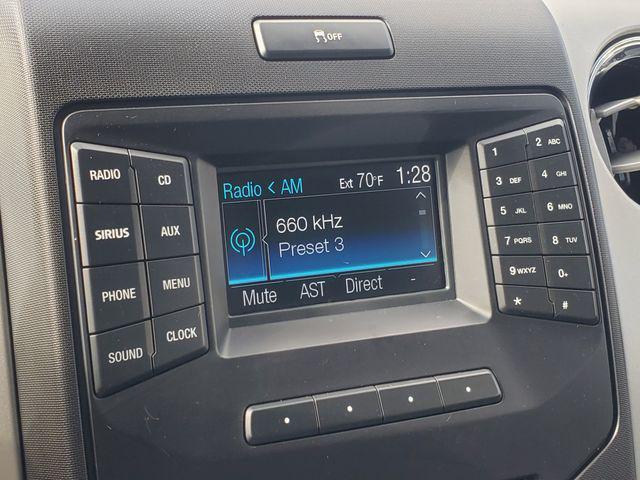 OFF
RADIO
CD
SIRIUS
AUX
PHONE
MENU
SOUND
CLOCK
Radio < AM Ext 70°F 1:28
660 kHz
Preset 3
Mute AST Direct -
1
2 ABC
3 DEF
4 GHI
5 JKL
6 MNO
7 PQRS
8 TUV
9 WXYZ
0+
*
#